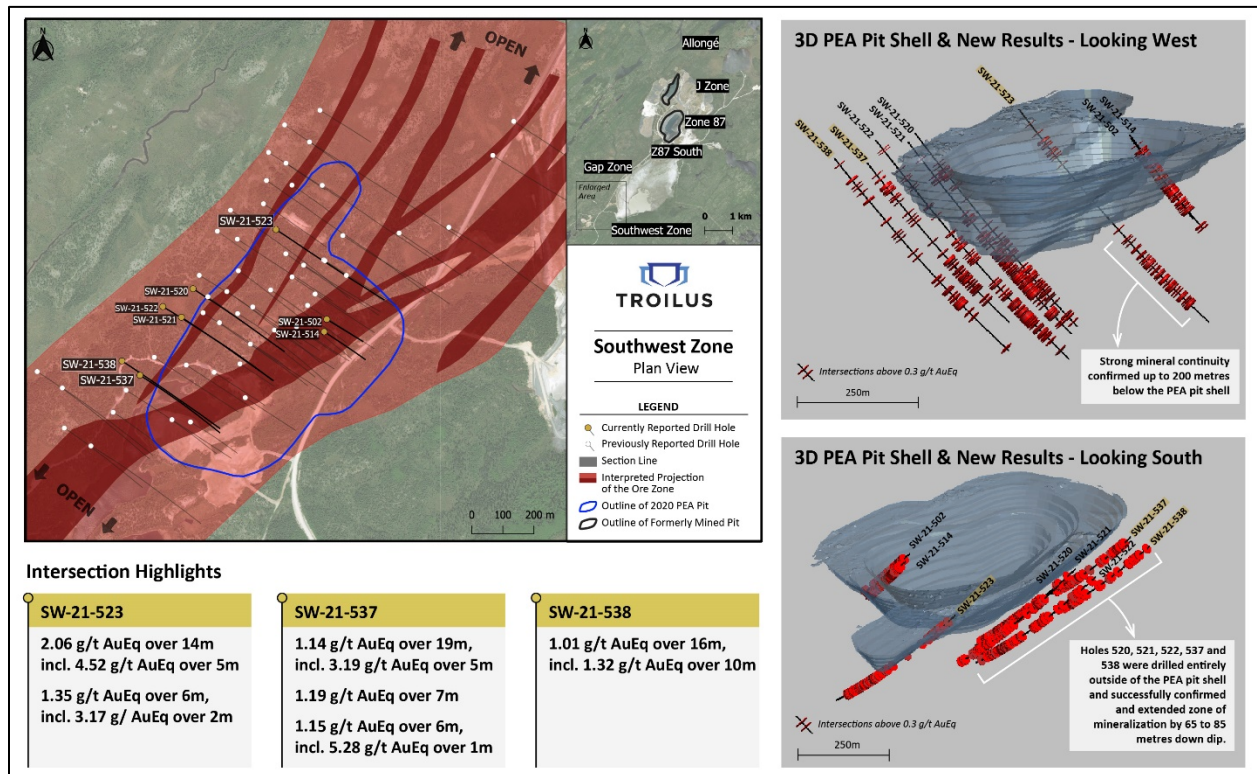 N
OPEN
SW-21-523
SW-21-520
SW-21-522
SW-21-521
SW-21-502
SW-21-514
SW-21-538
SW-21-537
OPEN
0 100 200 m
N
Allongé
J Zone
Zone 87
Z87 South
Gap Zone
Enlarged
Area
Southwest Zone
0 1 km
TROILUS
Southwest Zone
Plan View
LEGEND
Currently Reported Drill Hole
Previously Reported Drill Hole
Section Line
Interpreted Projection
of the Ore Zone
Outline of 2020 PEA Pit
Outline of Formerly Mined Pit
Intersection Highlights
SW-21-523
2.06 g/t AuEq over 14m
incl. 4.52 g/t AuEq over 5m
1.35 g/t AuEq over 6m,
incl. 3.17 g/ AuEq over 2m
SW-21-537
1.14 g/t AuEq over 19m,
incl. 3.19 g/t AuEq over 5m
1.19 g/t AuEq over 7m
1.15 g/t AuEq over 6m,
incl. 5.28 g/t AuEq over 1m
SW-21-538
1.01 g/t AuEq over 16m,
incl. 1.32 g/t AuEq over 10m
3D PEA Pit Shell & New Results - Looking West
SW-21-523
SW-21-514
SW-21-502
SW-21-520
SW-21-521
SW-21-522
SW-21-537
SW-21-538
Intersections above 0.3 g/t AuEq
250m
Strong mineral continuity
confirmed up to 200 metres
below the PEA pit shell
3D PEA Pit Shell & New Results - Looking South
SW-21-502
SW-21-514
SW-21-523
SW-21-520
SW-21-521
SW-21-522
SW-21-537
SW-21-538
Intersections above 0.3 g/t AuEq
250m
Holes 520, 521, 522, 537 and
538 were drilled entirely
outside of the PEA pit shell
and successfully confirmed
and extended zone of
mineralization by 65 to 85
metres down dip.